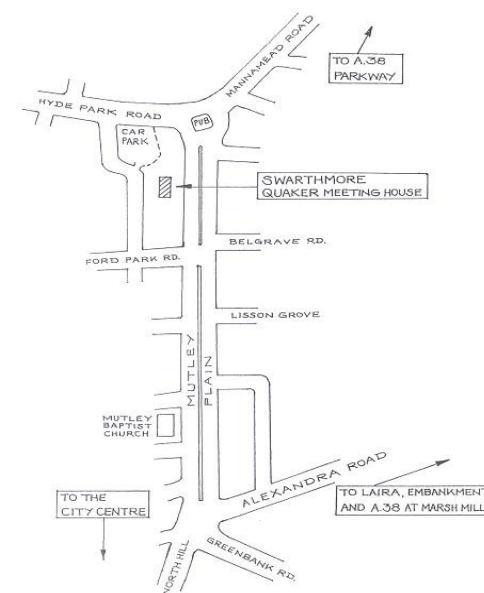 MANNAMEAD ROAD
TO A.38
PARKWAY
HYDE PARK ROAD
PUB
CAR
PARK
SWARTHMORE
QUAKER MEETING HOUSE
BELGRAVE RD.
FORD PARK RD.
LISSON GROVE
MUTLEY
PLAIN
MUTLEY
BAPTIST
CHURCH
ALEXANDRA ROAD
TO THE
CITY CENTRE
TO LAIRA, EMBANKMENT
AND A.38 AT MARSH MILL
GREENBANK RD.
NORTH HILL